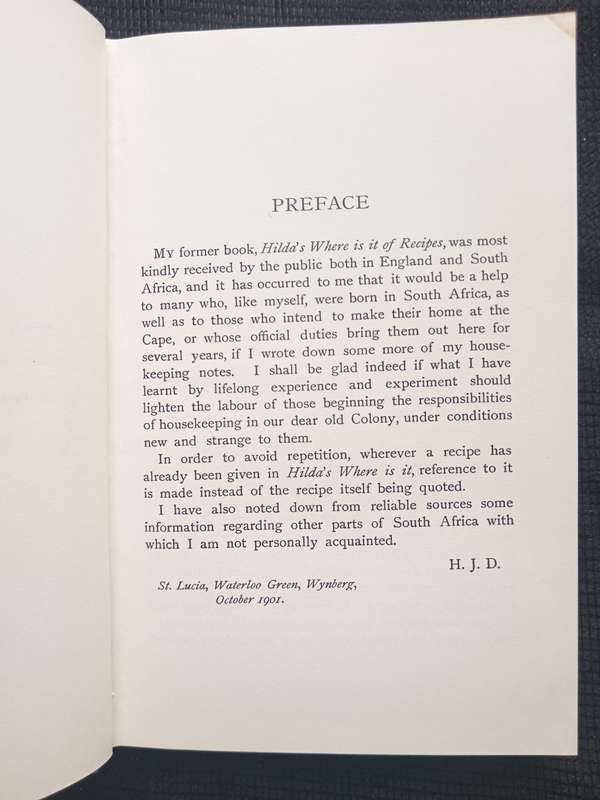 PREFACE
My former book, Hilda's Where is it of Recipes, was most
kindly received by the public both in England and South
Africa, and it has occurred to me that it would be a help
to many who, like myself, were born in South Africa, as
well as to those who intend to make their home at the
Cape, or whose official duties bring them out here for
several years, if I wrote down some more of my house-
keeping notes. I shall be glad indeed if what I have
learnt by lifelong experience and experiment should
lighten the labour of those beginning the responsibilities
of housekeeping in our dear old Colony, under conditions
new and strange to them.
In order to avoid repetition, wherever a recipe has
already been given in Hilda's Where is it, reference to it
is made instead of the recipe itself being quoted.
I have also noted down from reliable sources some
information regarding other parts of South Africa with
which I am not personally acquainted.
H. J. D.
St. Lucia, Waterloo Green, Wynberg,
October 1901.